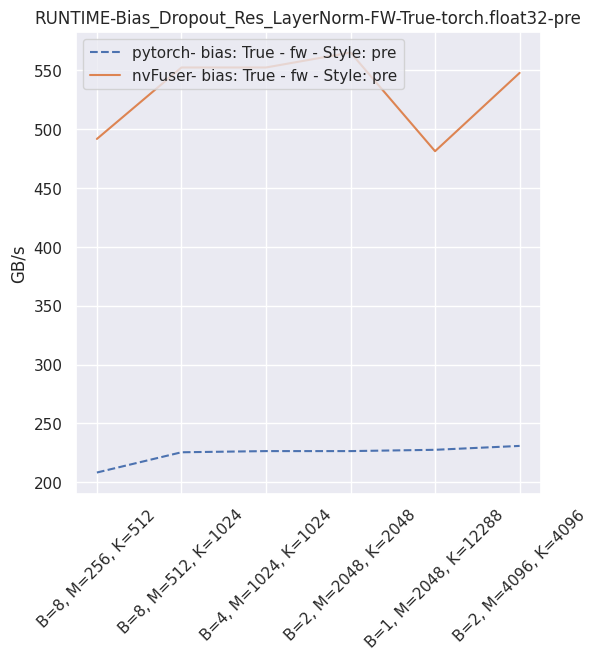 RUNTIME-Bias_Dropout_Res_LayerNorm-FW-True-torch.float32-pre
pytorch- bias: True - fw - Style: pre
nvFuser- bias: True - fw - Style: pre
GB/s
550
500
450
400
350
300
250
200
B=8, M=256, K=512
B=8, M=512, K=1024
B=4, M=1024, K=1024
B=2, M=2048, K=2048
B=1, M=2048, K=12288
B=2, M=4096, K=4096